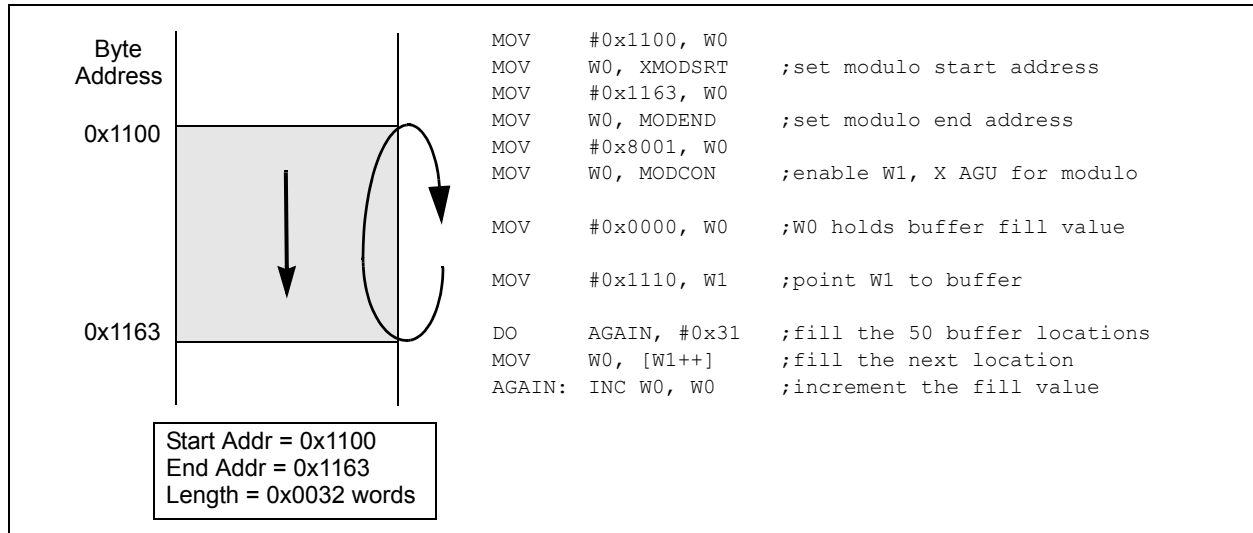 Byte
Address
0x1100
0x1163
Start Addr = 0x1100
End Addr = 0x1163
Length = 0x0032 words
MOV #0x1100, W0
MOV W0, XMODSRT ;set modulo start address
MOV #0x1163, W0
MOV W0, MODEND ;set modulo end address
MOV #0x8001, W0
MOV W0, MODCON ;enable W1, X AGU for modulo
MOV #0x0000, W0 ;W0 holds buffer fill value
MOV #0x1110, W1 ;point W1 to buffer
DO AGAIN, #0x31 ;fill the 50 buffer locations
MOV W0, [W1++] ;fill the next location
AGAIN: INC W0, W0 ;increment the fill value